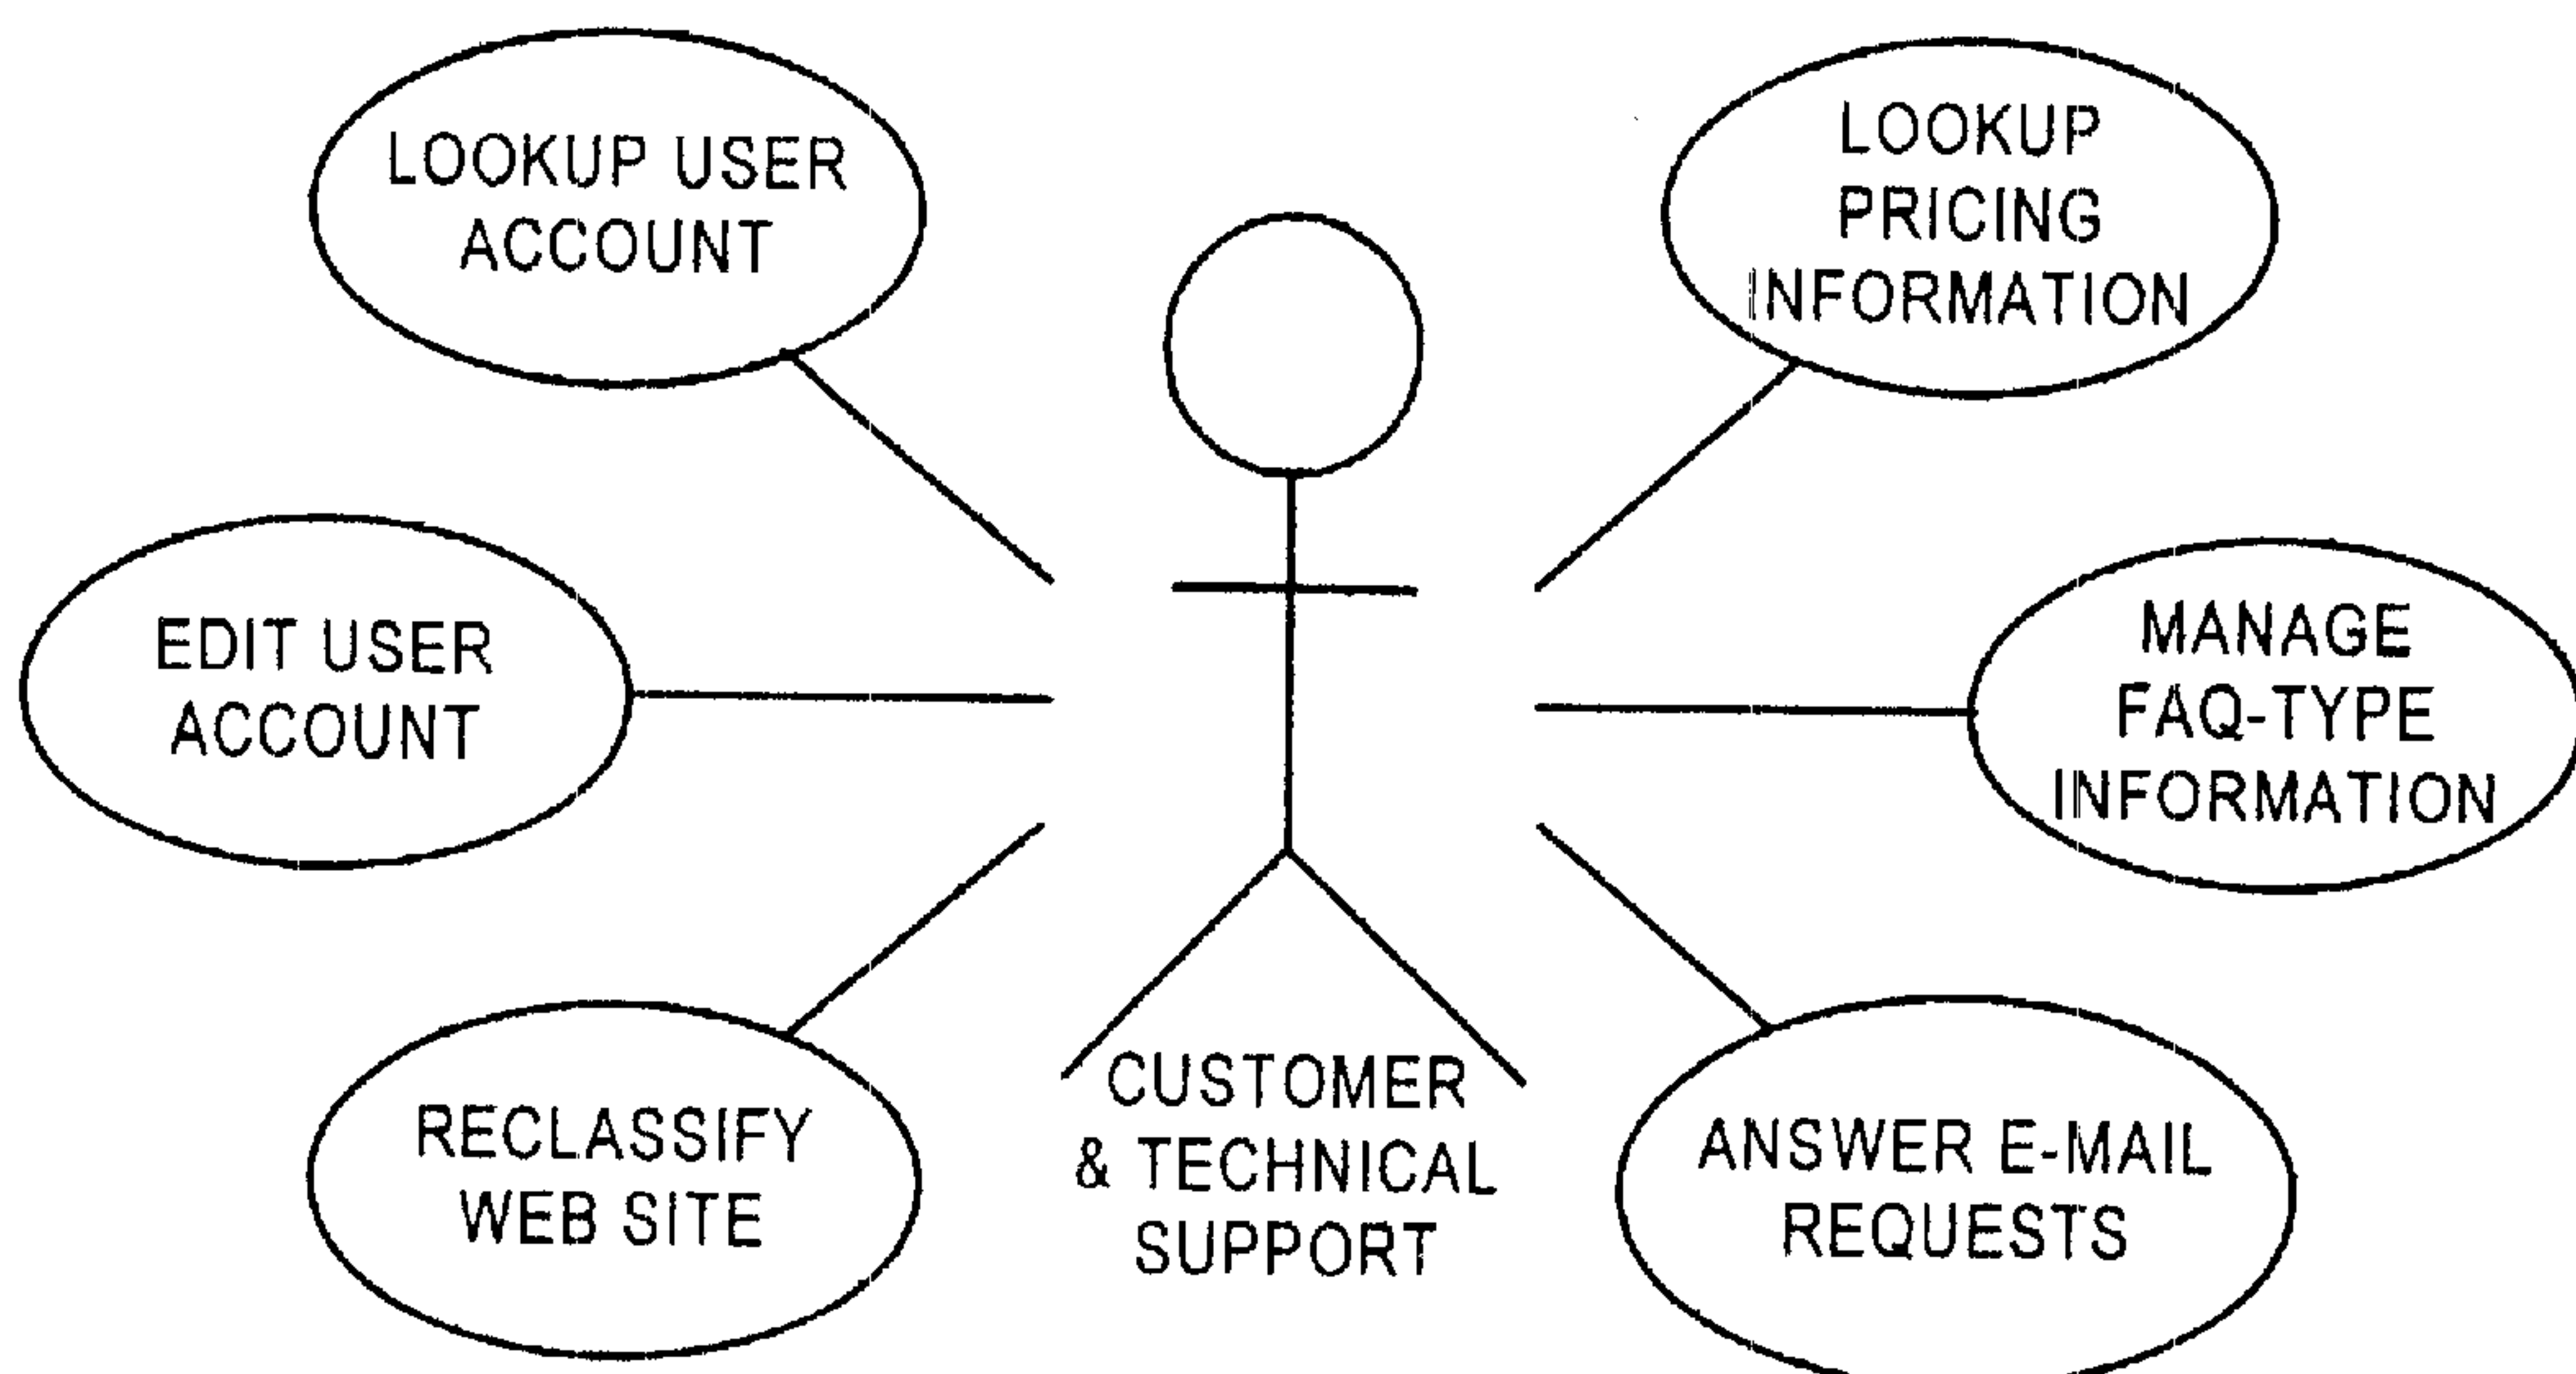 LOOKUP USER
ACCOUNT
LOOKUP
PRICING
INFORMATION
EDIT USER
ACCOUNT
MANAGE
FAQ-TYPE
INFORMATION
RECLASSIFY
WEB SITE
CUSTOMER
& TECHNICAL
SUPPORT
ANSWER E-MAIL
REQUESTS